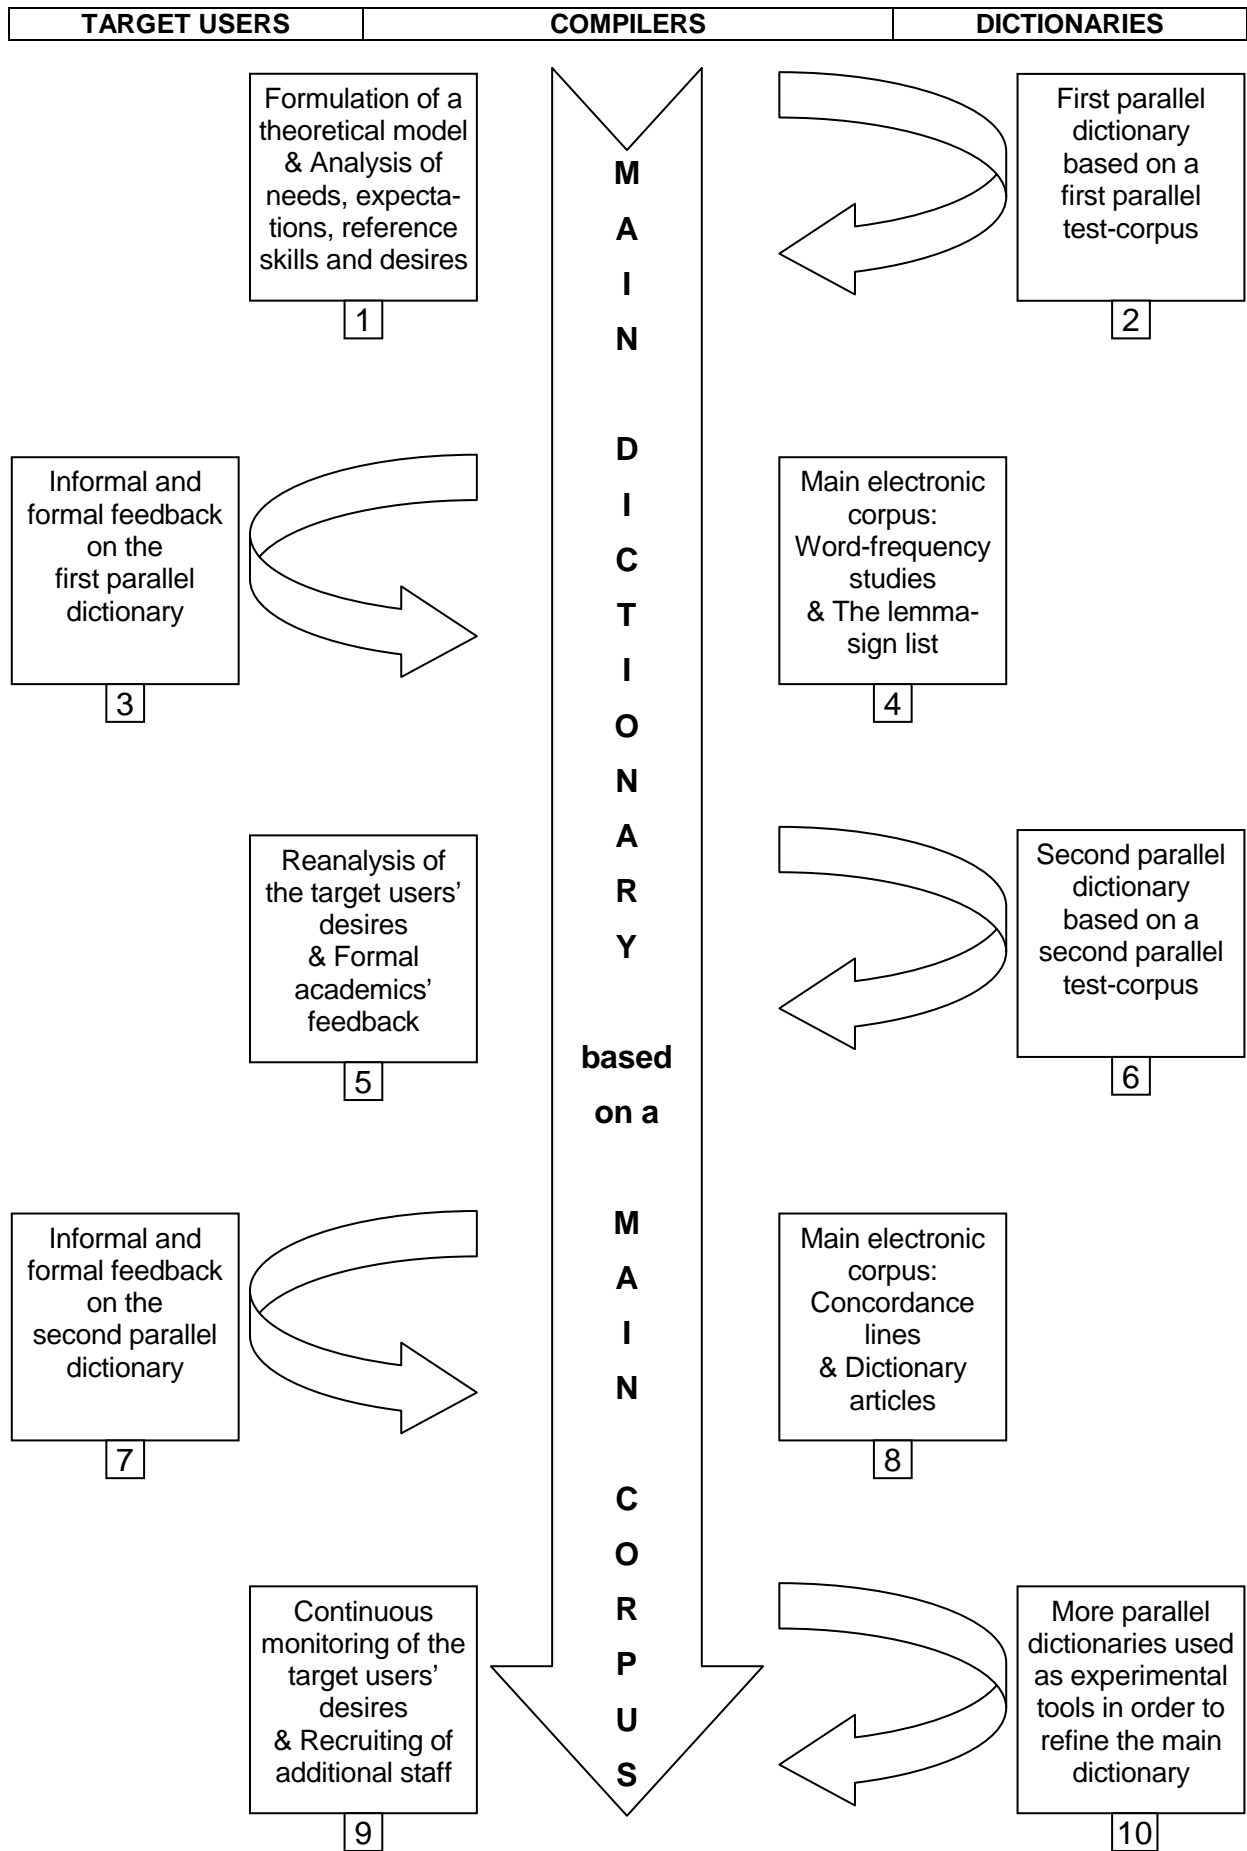 TARGET USERS
COMPILERS
DICTIONARIES
Formulation of a
theoretical model
& Analysis of
needs, expecta-
tions, reference
skills and desires
1
First parallel
dictionary
based on a
first parallel
test-corpus
2
Informal and
formal feedback
on the
first parallel
dictionary
3
Main electronic
corpus:
Word-frequency
studies
& The lemma-
sign list
4
Reanalysis of
the target users’
desires
& Formal
academics’
feedback
5
Second parallel
dictionary
based on a
second parallel
test-corpus
6
Informal and
formal feedback
on the
second parallel
dictionary
7
Main electronic
corpus:
Concordance
lines
& Dictionary
articles
8
Continuous
monitoring of the
target users’
desires
& Recruiting of
additional staff
9
More parallel
dictionaries used
as experimental
tools in order to
refine the main
dictionary
10
MAIN DICTIONARY
based
on a
MAIN CORPUS